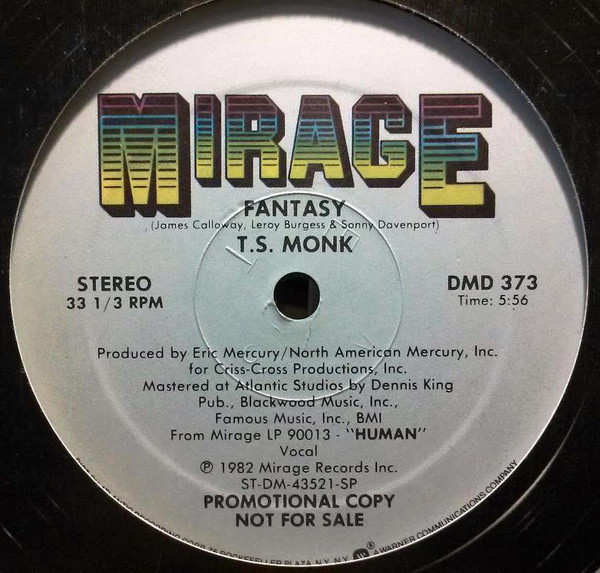 MIRAGE
FANTASY
(James Calloway, Leroy Burgess & Sonny Davenport)
T.S. MONK
STEREO
33 1/3 RPM
DMD 373
Time: 5:56
Produced by Eric Mercury/North American Mercury, Inc.
for Criss-Cross Productions, Inc.
Mastered at Atlantic Studios by Dennis King
Pub., Blackwood Music, Inc.,
Famous Music, Inc., BMI
From Mirage LP 90013 - "HUMAN"
Vocal
℗ 1982 Mirage Records Inc.
ST-DM-43521-SP
PROMOTIONAL COPY
NOT FOR SALE
ROCKEFELLER PLAZA, N.Y. N.Y. A WARNER COMMUNICATIONS COMPANY